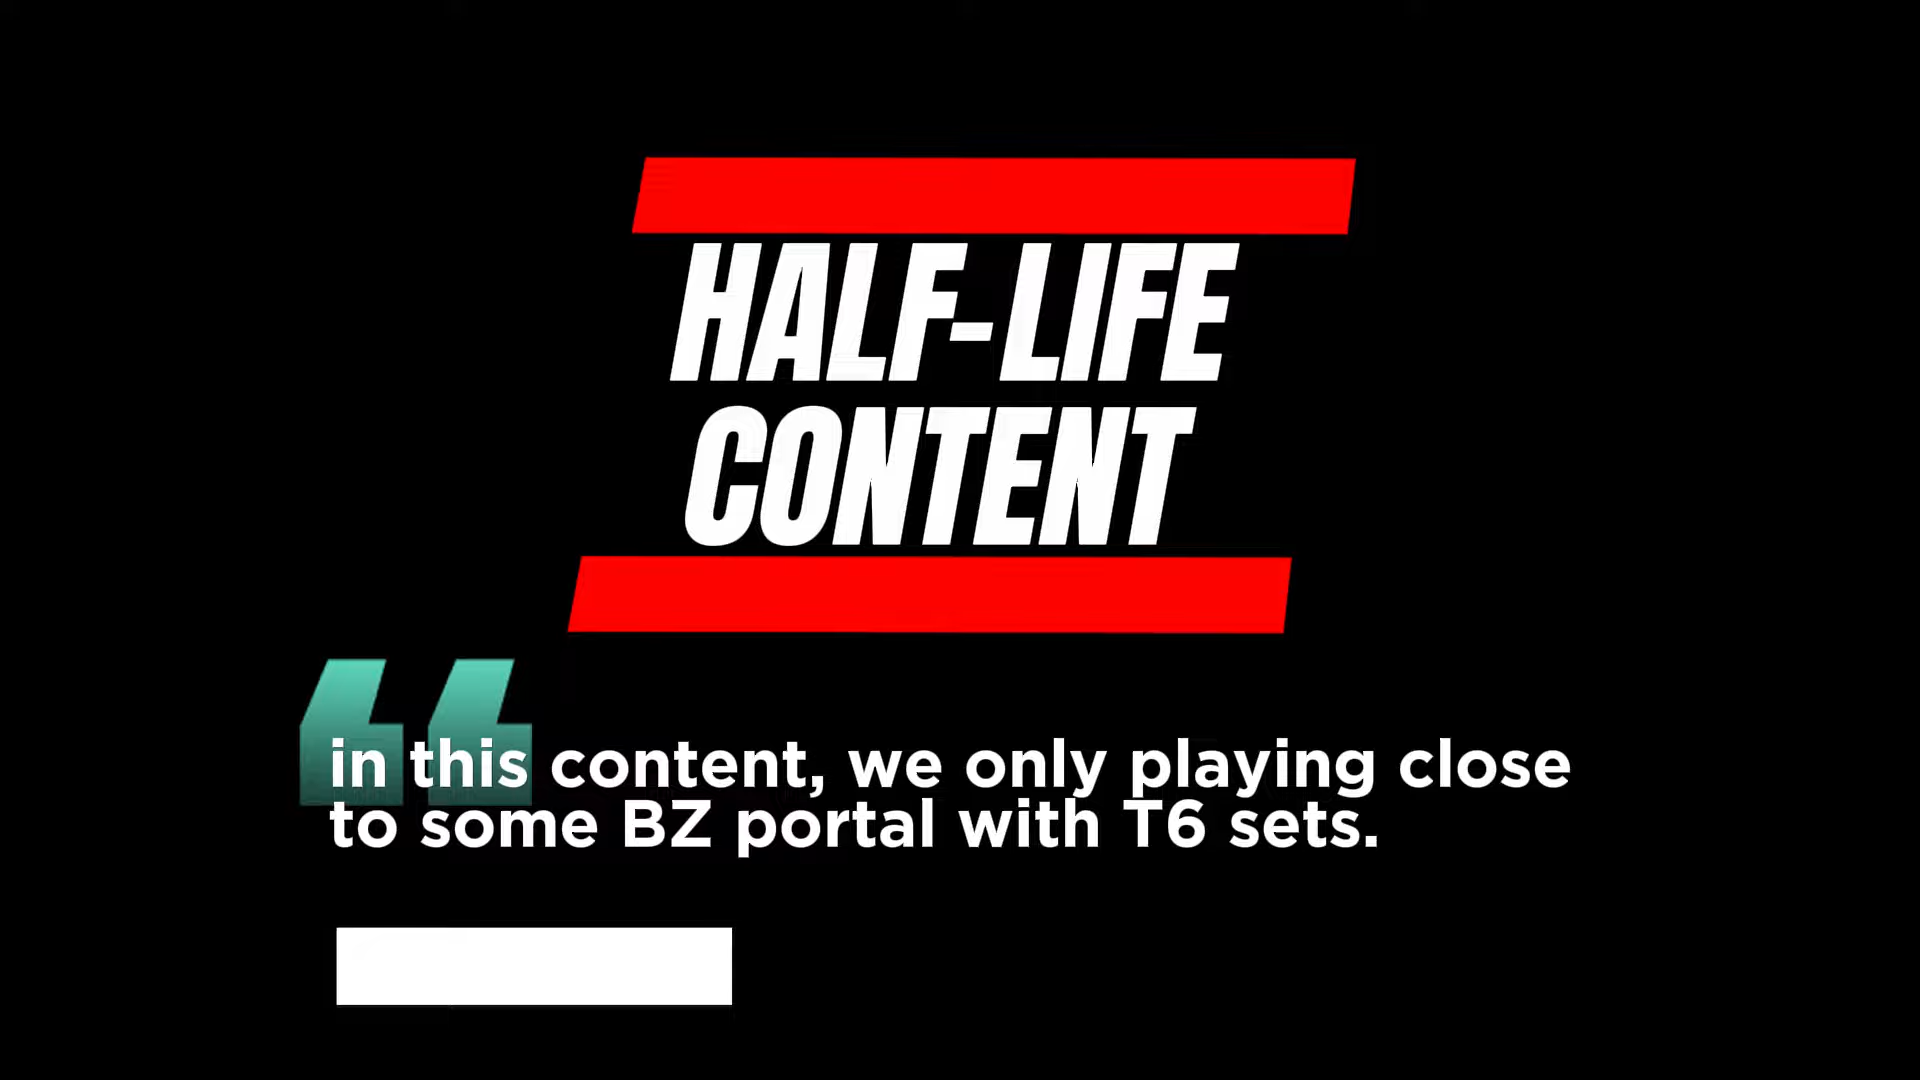 HALF-LIFE
CONTENT
in this content, we only playing close
to some BZ portal with T6 sets.